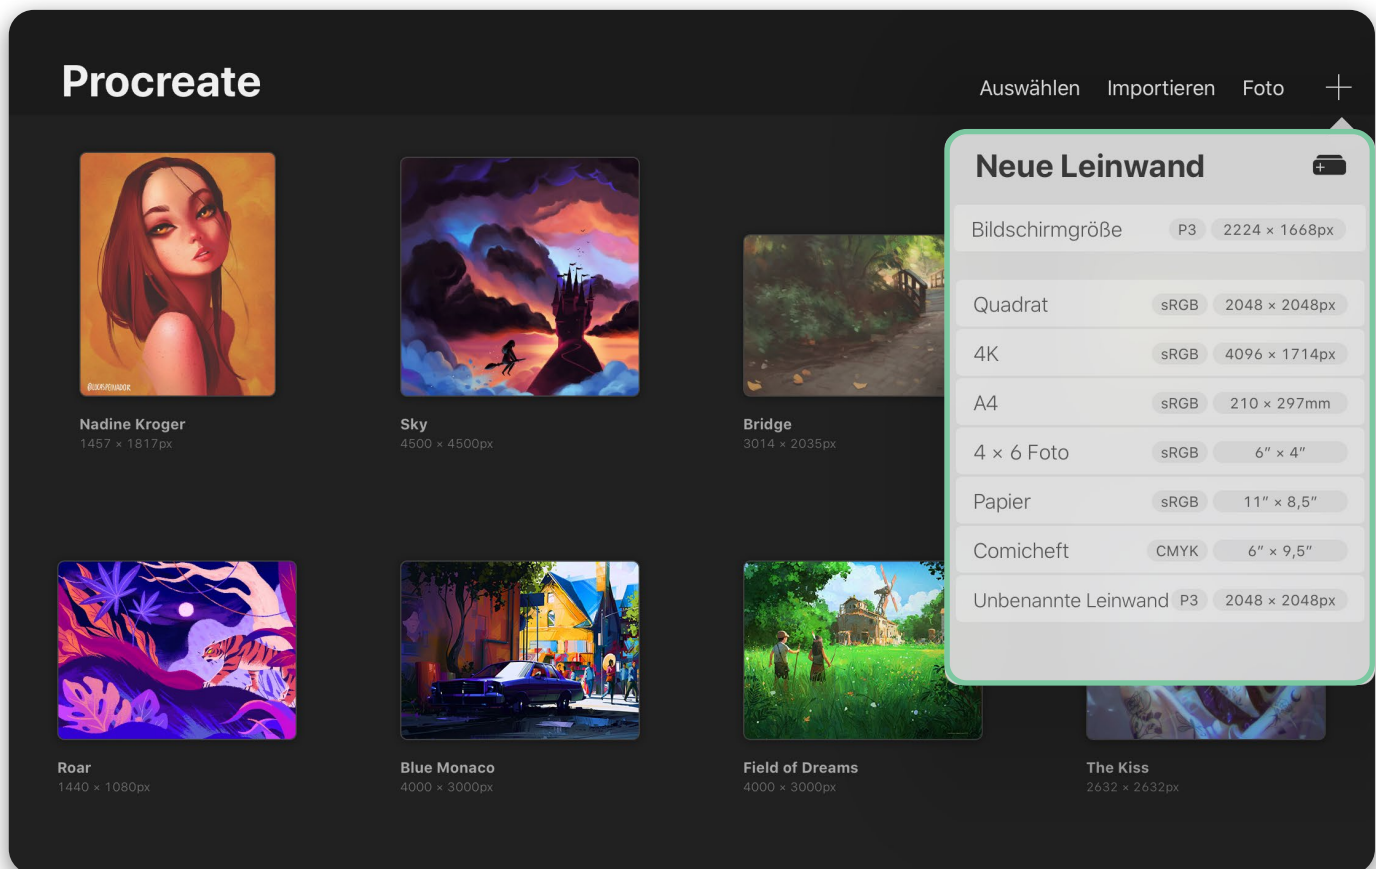 Procreate
Auswählen Importieren Foto
Neue Leinwand
Bildschirmgröße P3 2224 × 1668px
Quadrat sRGB 2048 × 2048px
4K sRGB 4096 × 1714px
A4 sRGB 210 × 297mm
4 × 6 Foto sRGB 6″ × 4″
Papier sRGB 11″ × 8,5″
Comicheft CMYK 6″ × 9,5″
Unbenannte Leinwand P3 2048 × 2048px
Nadine Kroger
1457 × 1817px
Sky
4500 × 4500px
Bridge
3014 × 2035px
Roar
1440 × 1080px
Blue Monaco
4000 × 3000px
Field of Dreams
4000 × 3000px
The Kiss
2632 × 2632px